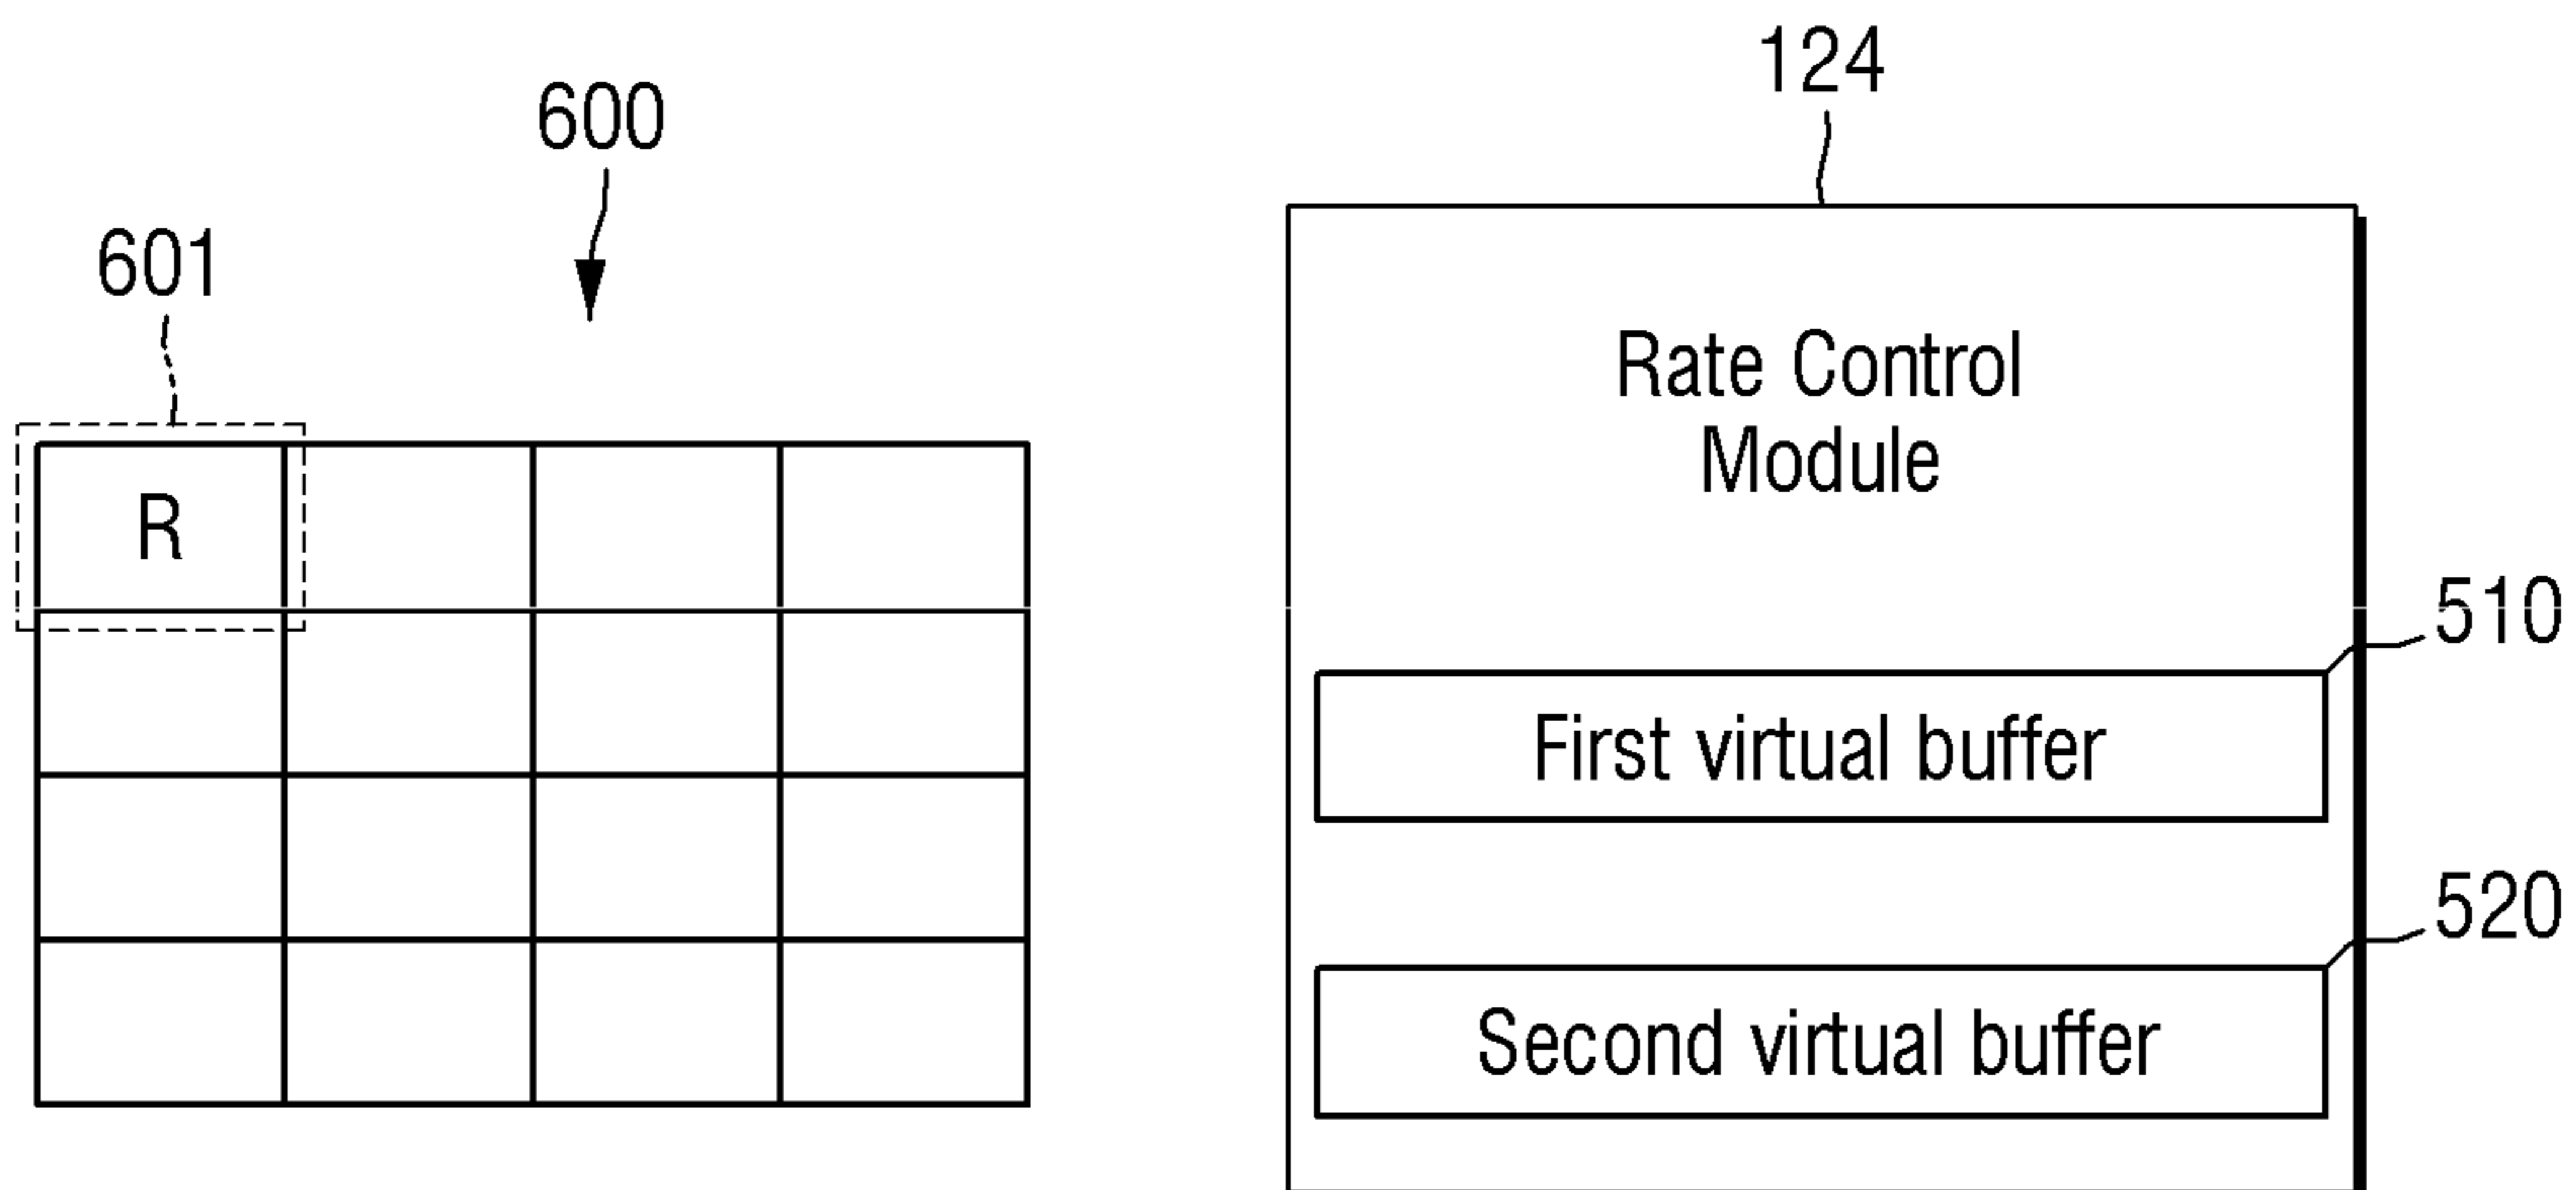 124
600
601
Rate Control
Module
R
510
First virtual buffer
520
Second virtual buffer